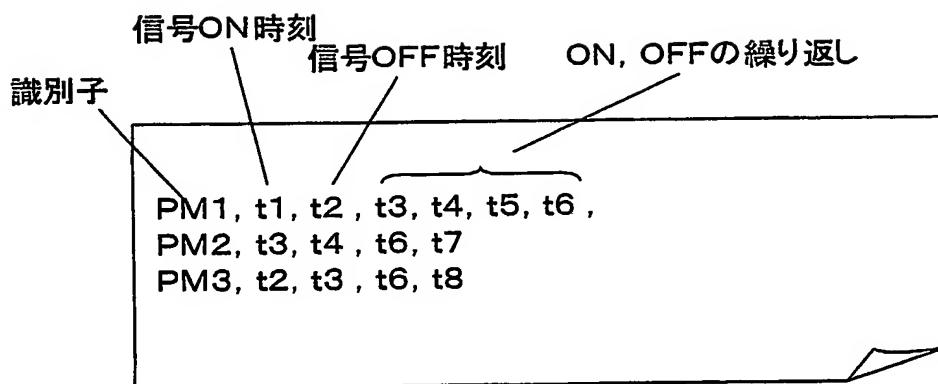 信号ON時刻
信号OFF時刻
ON, OFFの繰り返し
識別子
PM1, t1, t2 , t3, t4, t5, t6 ,
PM2, t3, t4 , t6, t7
PM3, t2, t3 , t6, t8